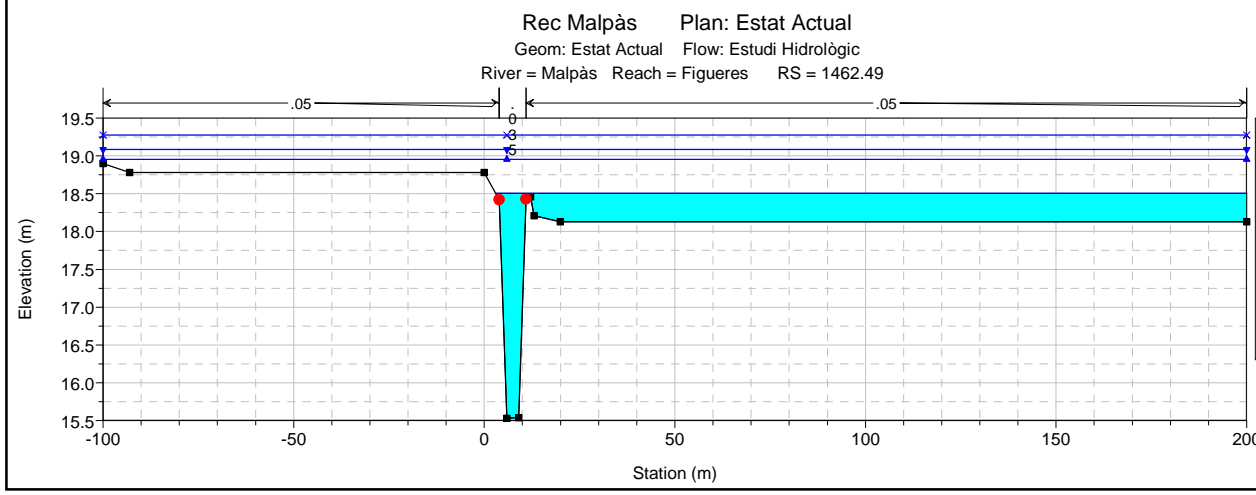 Rec Malpàs Plan: Estat Actual
Geom: Estat Actual Flow: Estudi Hidrològic
River = Malpàs Reach = Figueres RS = 1462.49
.05 .035 .05
19.5
19.0
18.5
18.0
17.5
17.0
16.5
16.0
15.5
Elevation (m)
-100 -50 0 50 100 150 200
Station (m)